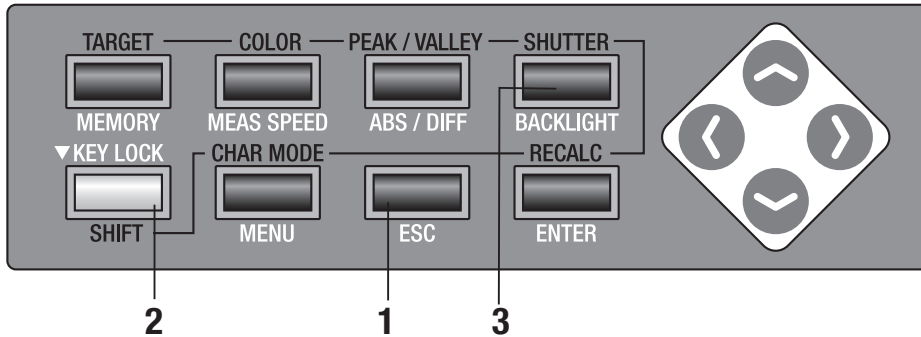 TARGET COLOR PEAK / VALLEY SHUTTER
MEMORY MEAS SPEED ABS / DIFF BACKLIGHT
▼KEY LOCK CHAR MODE RECALC
SHIFT MENU ESC ENTER
2 1 3